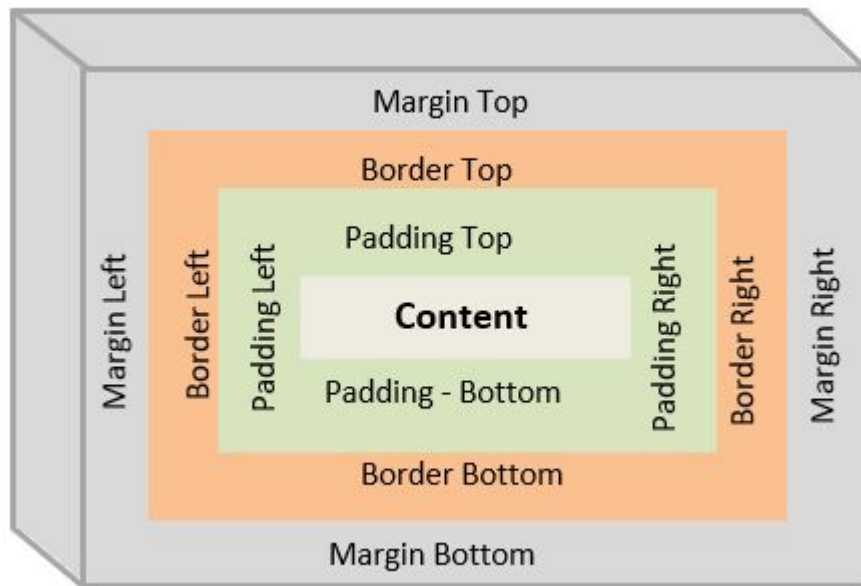 Margin Top
Border Top
Padding Top
Margin Left
Border Left
Padding Left
Content
Padding Right
Border Right
Margin Right
Padding - Bottom
Border Bottom
Margin Bottom